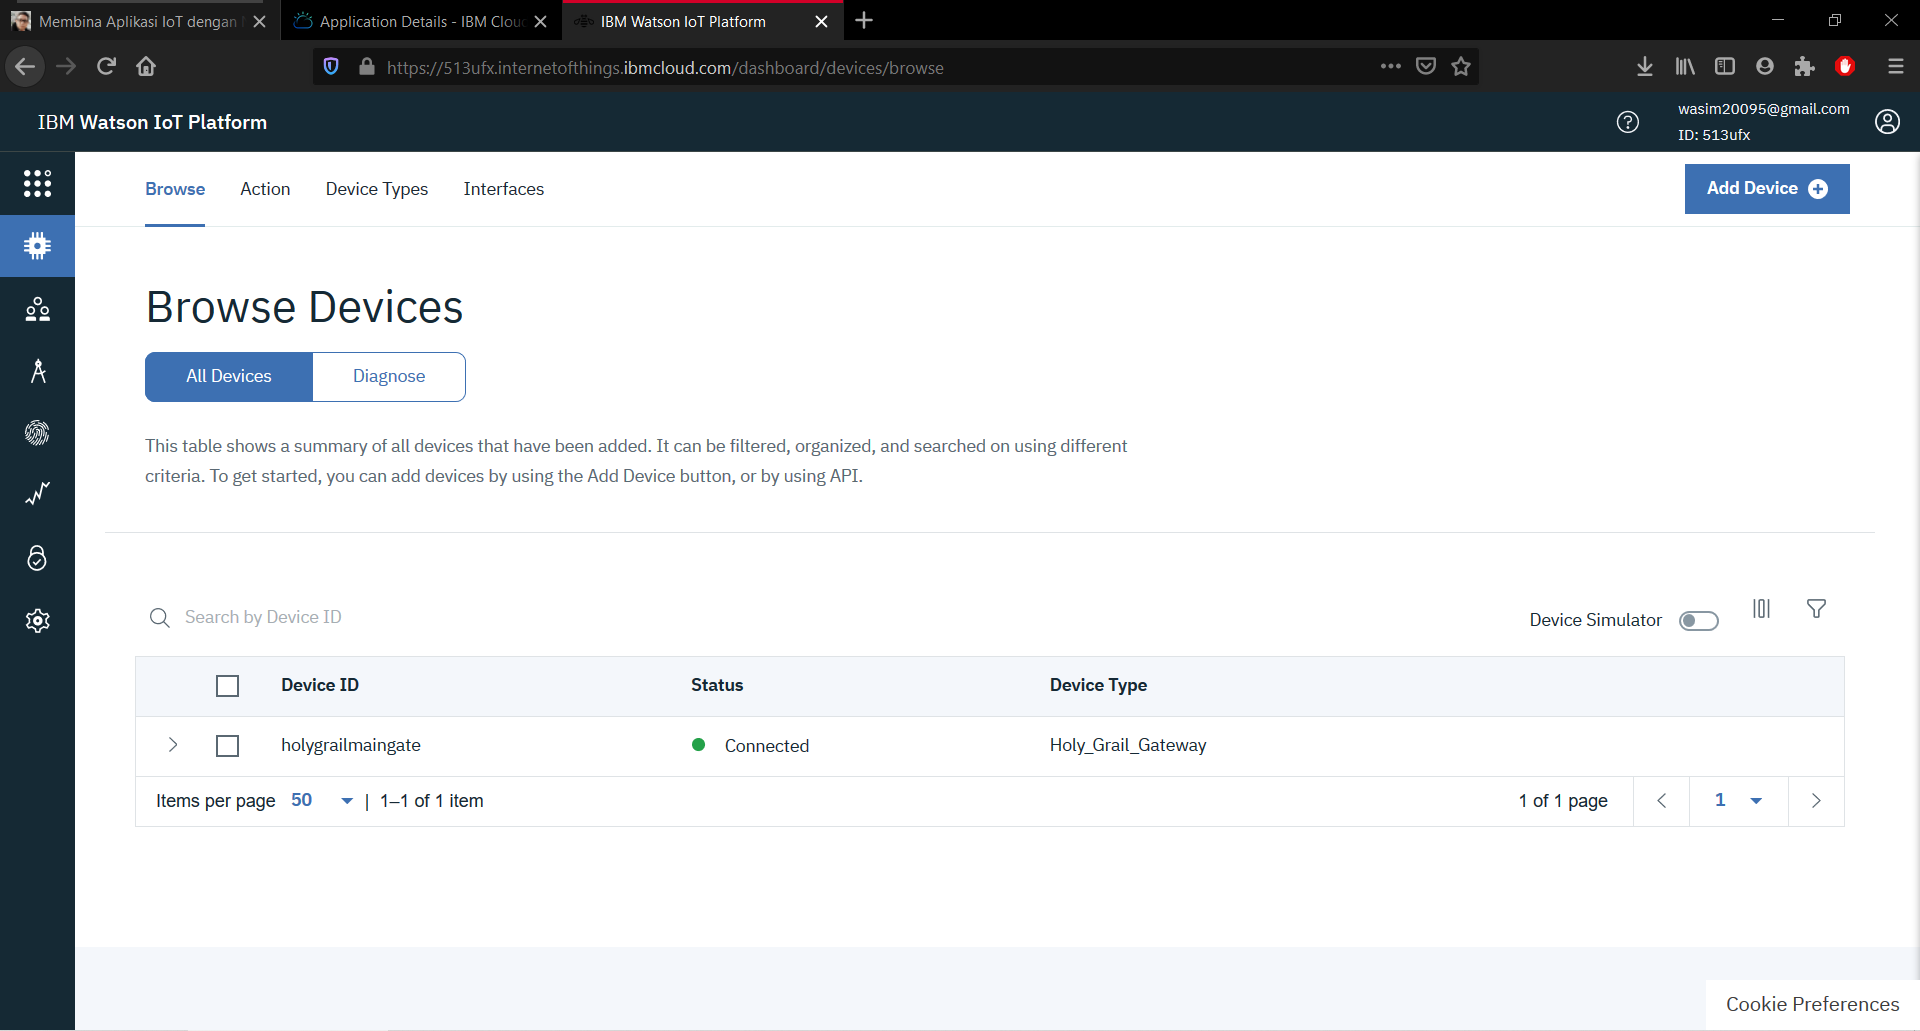 Membina Aplikasi IoT dengan
Application Details - IBM Clou
IBM Watson IoT Platform
https://513ufx.internetofthings.ibmcloud.com/dashboard/devices/browse
IBM Watson IoT Platform
wasim20095@gmail.com
ID: 513ufx
Browse
Action
Device Types
Interfaces
Add Device
Browse Devices
All Devices
Diagnose
This table shows a summary of all devices that have been added. It can be filtered, organized, and searched on using different
criteria. To get started, you can add devices by using the Add Device button, or by using API.
Search by Device ID
Device Simulator
Device ID
Status
Device Type
holygrailmaingate
Connected
Holy_Grail_Gateway
Items per page 50 | 1–1 of 1 item
1 of 1 page
1
Cookie Preferences